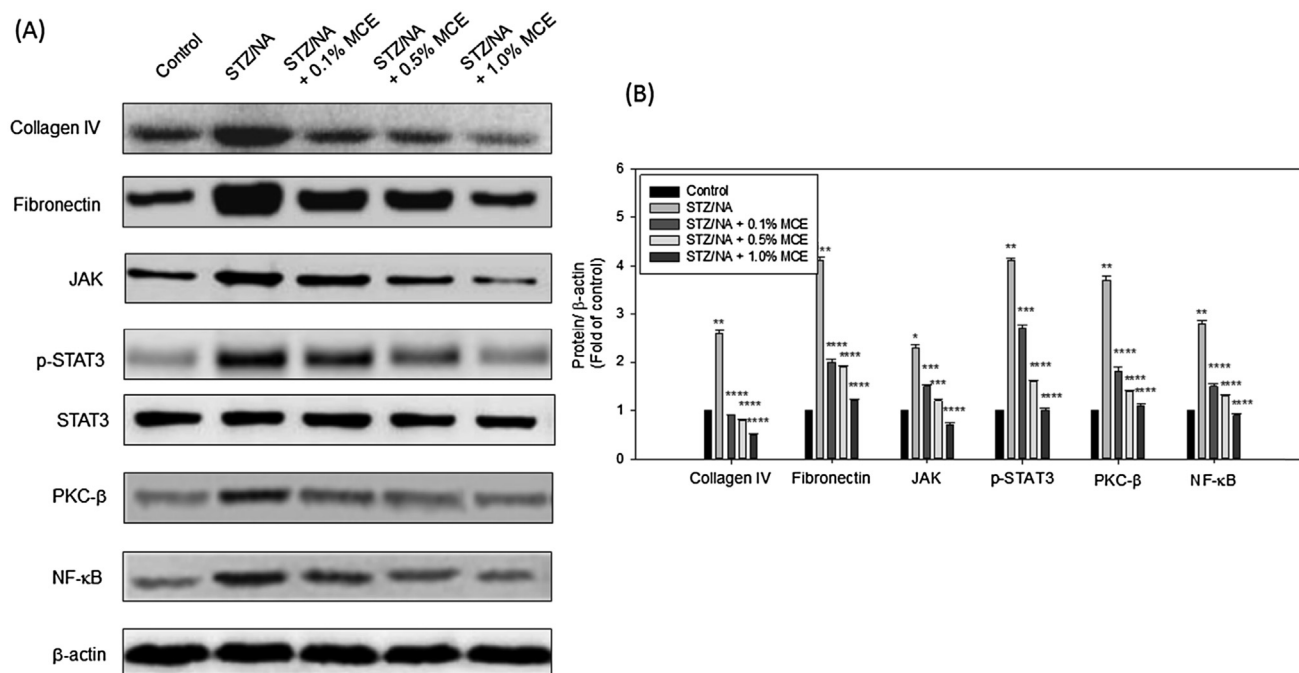 (A)
Control
STZ/NA
STZ/NA
+ 0.1% MCE
STZ/NA
+ 0.5% MCE
STZ/NA
+ 1.0% MCE
Collagen IV
Fibronectin
JAK
p-STAT3
STAT3
PKC-β
NF-κB
β-actin
(B)
Protein/ β-actin
(Fold of control)
6
5
4
3
2
1
0
Control
STZ/NA
STZ/NA + 0.1% MCE
STZ/NA + 0.5% MCE
STZ/NA + 1.0% MCE
** **** **** ****
** **** **** ****
* *** *** ****
** *** **** ****
** **** **** ****
** **** **** ****
Collagen IV Fibronectin JAK p-STAT3 PKC-β NF-κB